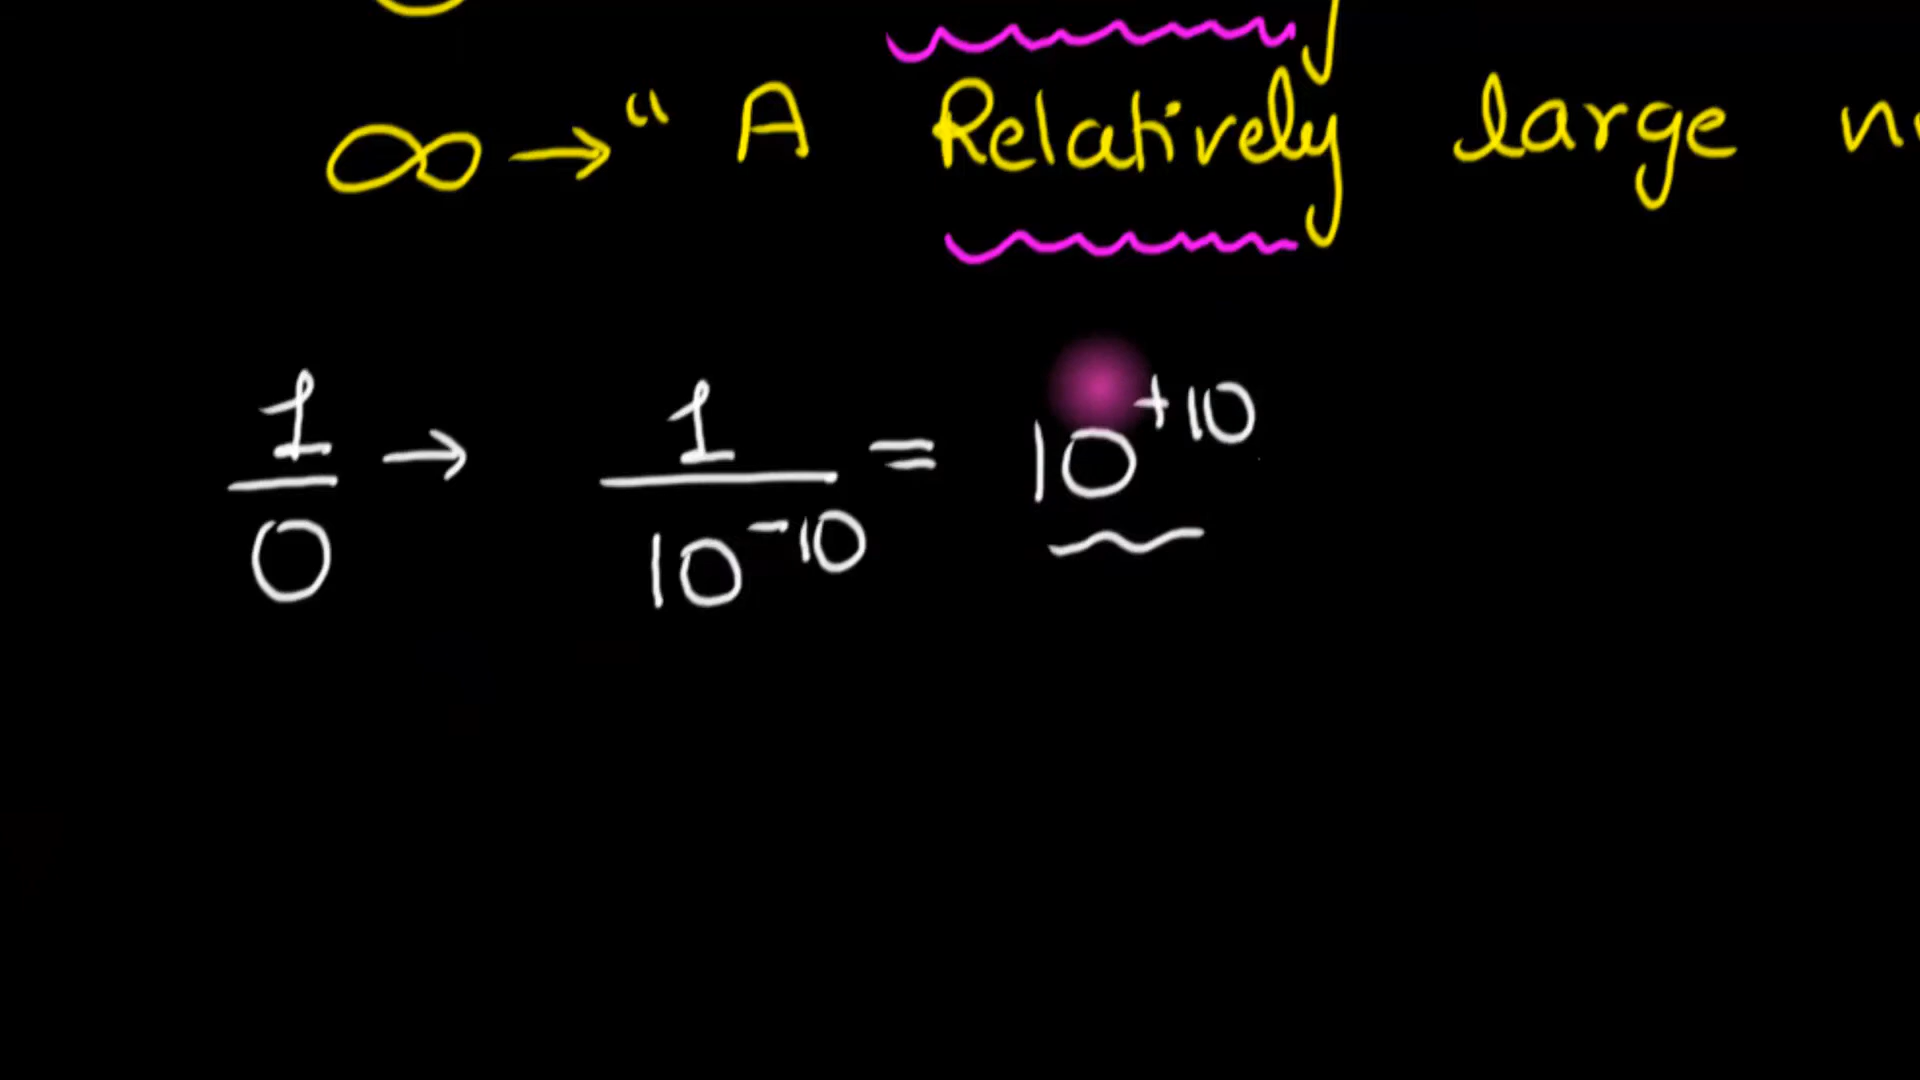 ∞ → “ A Relatively large
1/0 → 1/10⁻¹⁰ = 10⁺¹⁰